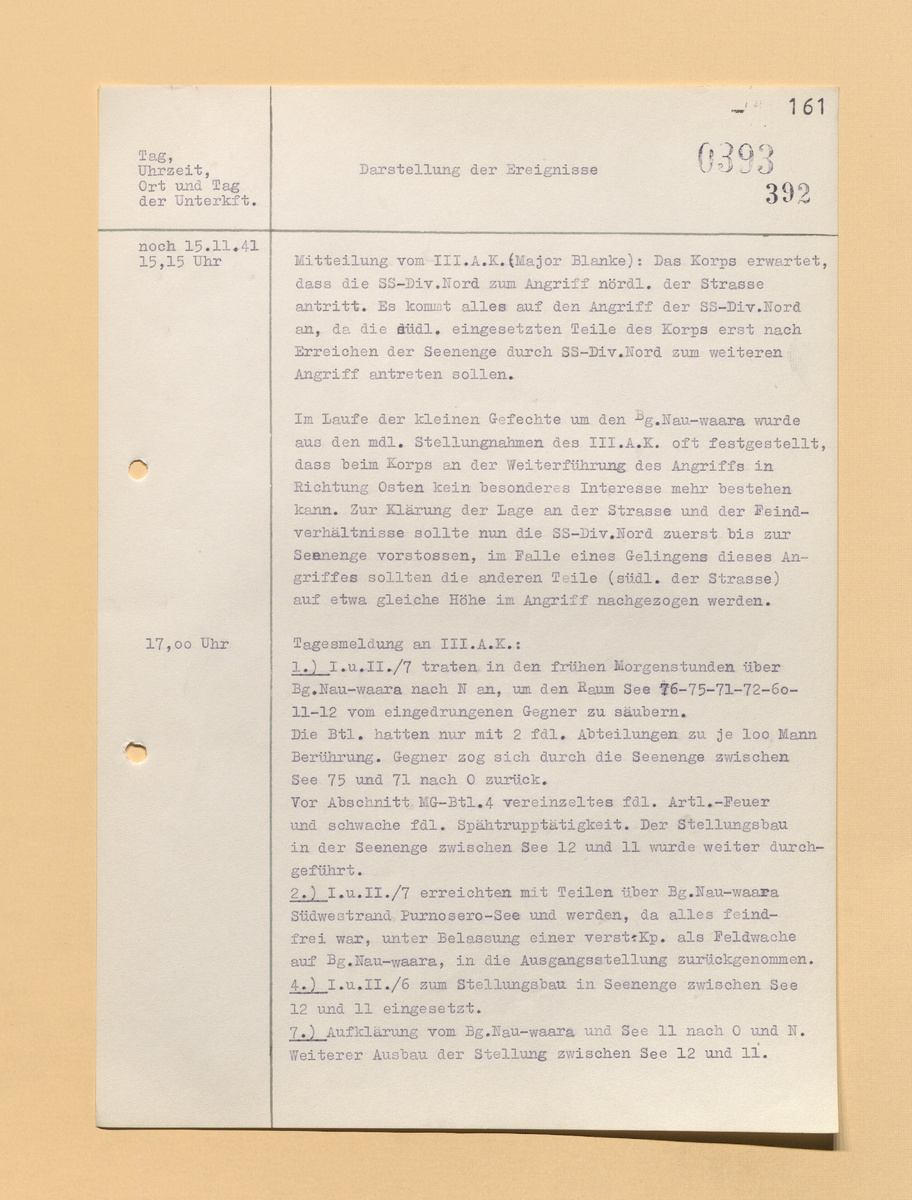 161
0393
392
Tag,
Uhrzeit,
Ort und Tag
der Unterkft.
Darstellung der Ereignisse
noch 15.11.41
15,15 Uhr
Mitteilung vom III.A.K.(Major Blanke): Das Korps erwartet,
dass die SS-Div.Nord zum Angriff nördl. der Strasse
antritt. Es kommt alles auf den Angriff der SS-Div.Nord
an, da die südl. eingesetzten Teile des Korps erst nach
Erreichen der Seenenge durch SS-Div.Nord zum weiteren
Angriff antreten sollen.
Im Laufe der kleinen Gefechte um den Bg.Nau-waara wurde
aus den mdl. Stellungnahmen des III.A.K. oft festgestellt,
dass beim Korps an der Weiterführung des Angriffs in
Richtung Osten kein besonderes Interesse mehr bestehen
kann. Zur Klärung der Lage an der Strasse und der Feind-
verhältnisse sollte nun die SS-Div.Nord zuerst bis zur
Seenenge vorstossen, im Falle eines Gelingens dieses An-
griffes sollten die anderen Teile (südl. der Strasse)
auf etwa gleiche Höhe im Angriff nachgezogen werden.
17,oo Uhr
Tagesmeldung an III.A.K.:
1.) I.u.II./7 traten in den frühen Morgenstunden über
Bg.Nau-waara nach N an, um den Raum See 76-75-71-72-6o-
11-12 vom eingedrungenen Gegner zu säubern.
Die Btl. hatten nur mit 2 fdl. Abteilungen zu je loo Mann
Berührung. Gegner zog sich durch die Seenenge zwischen
See 75 und 71 nach O zurück.
Vor Abschnitt MG-Btl.4 vereinzeltes fdl. Artl.-Feuer
und schwache fdl. Spähtrupptätigkeit. Der Stellungsbau
in der Seenenge zwischen See 12 und 11 wurde weiter durch-
geführt.
2.) I.u.II./7 erreichten mit Teilen über Bg.Nau-waara
Südwestrand Purnosero-See und werden, da alles feind-
frei war, unter Belassung einer verst.Kp. als Feldwache
auf Bg.Nau-waara, in die Ausgangsstellung zurückgenommen.
4.) I.u.II./6 zum Stellungsbau in Seenenge zwischen See
12 und 11 eingesetzt.
7.) Aufklärung vom Bg.Nau-waara und See 11 nach O und N.
Weiterer Ausbau der Stellung zwischen See 12 und 11.